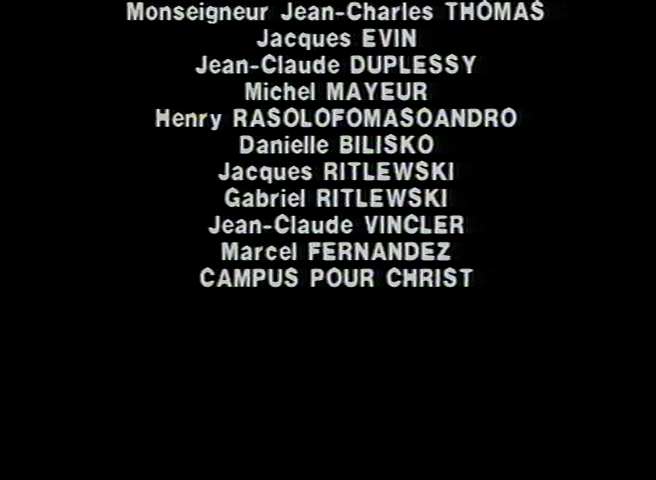 Monseigneur Jean-Charles THOMAS
Jacques EVIN
Jean-Claude DUPLESSY
Michel MAYEUR
Henry RASOLOFOMASOANDRO
Danielle BILISKO
Jacques RITLEWSKI
Gabriel RITLEWSKI
Jean-Claude VINCLER
Marcel FERNANDEZ
CAMPUS POUR CHRIST